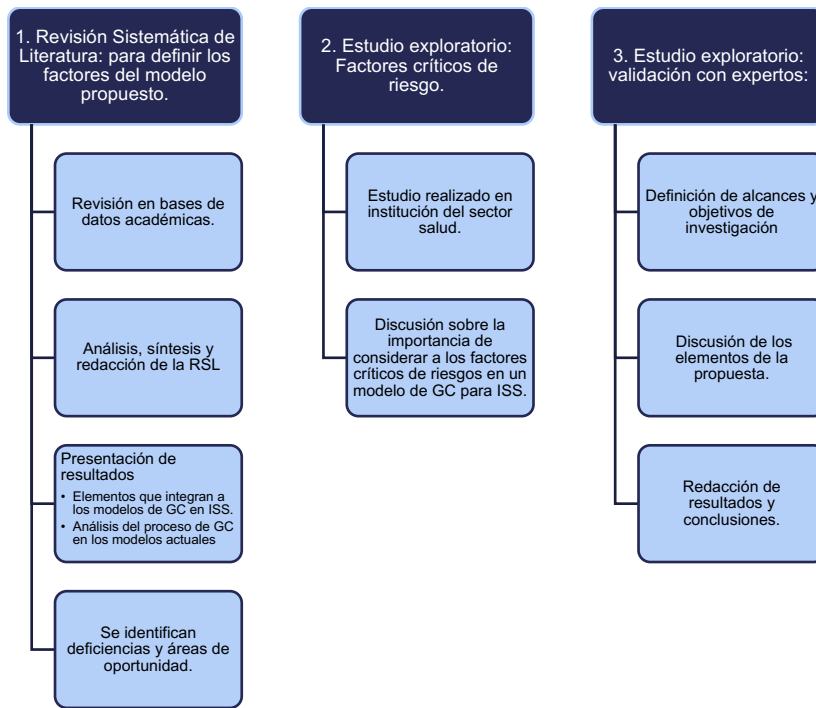 1. Revisión Sistemática de
Literatura: para definir los
factores del modelo
propuesto.
Revisión en bases de
datos académicas.
Análisis, síntesis y
redacción de la RSL
Presentación de
resultados
• Elementos que integran a
los modelos de GC en ISS.
• Análisis del proceso de GC
en los modelos actuales
Se identifican
deficiencias y áreas de
oportunidad.
2. Estudio exploratorio:
Factores críticos de
riesgo.
Estudio realizado en
institución del sector
salud.
Discusión sobre la
importancia de
considerar a los factores
críticos de riesgos en un
modelo de GC para ISS.
3. Estudio exploratorio:
validación con expertos:
Definición de alcances y
objetivos de
investigación
Discusión de los
elementos de la
propuesta.
Redacción de
resultados y
conclusiones.